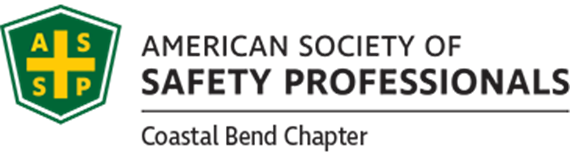 A S
S P
AMERICAN SOCIETY OF
SAFETY PROFESSIONALS
Coastal Bend Chapter